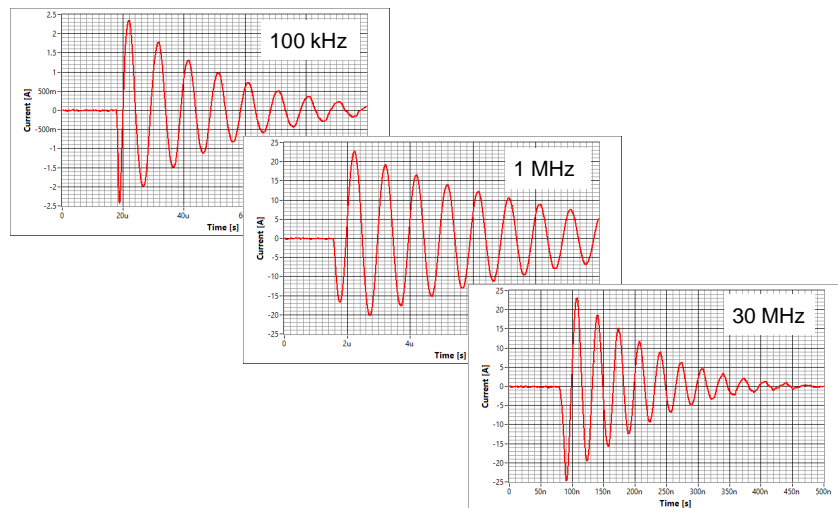 2.5
2
1.5
1
500m
0
-500m
-1
-1.5
-2
-2.5
Current [A]
100 kHz
0
20u
40u
Time [s]
25
20
15
10
5
0
-5
-10
-15
-20
-25
Current [A]
1 MHz
0
2u
4u
Time [s]
25
20
15
10
5
0
-5
-10
-15
-20
-25
Current [A]
30 MHz
0
50n
100n
150n
200n
250n
300n
350n
400n
450n
500n
Time [s]